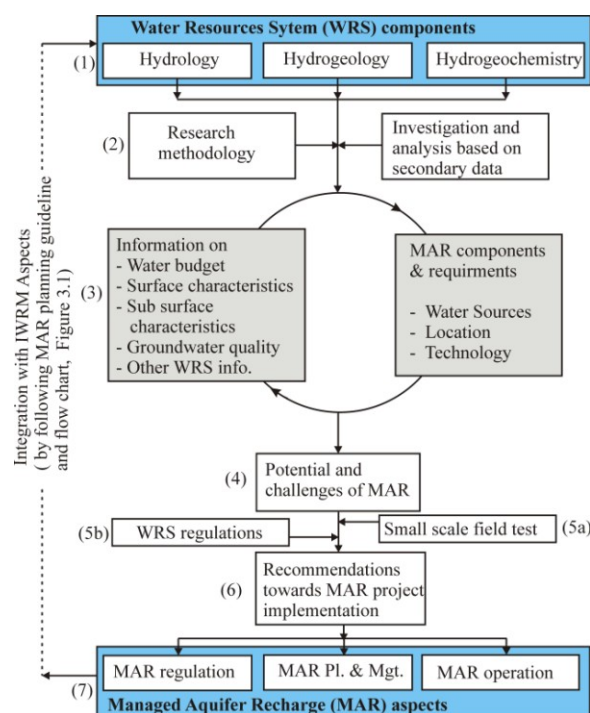 Water Resources Sytem (WRS) components
(1)
Hydrology
Hydrogeology
Hydrogeochemistry
(2)
Research
methodology
Investigation and
analysis based on
secondary data
Integration with IWRM Aspects
( by following MAR planning guideline
and flow chart, Figure 3.1)
(3)
Information on
- Water budget
- Surface characteristics
- Sub surface
characteristics
- Groundwater quality
- Other WRS info.
MAR components
& requirments
- Water Sources
- Location
- Technology
(4)
Potential and
challenges of MAR
(5b)
WRS regulations
Small scale field test
(5a)
(6)
Recommendations
towards MAR project
implementation
(7)
MAR regulation
MAR Pl. & Mgt.
MAR operation
Managed Aquifer Recharge (MAR) aspects